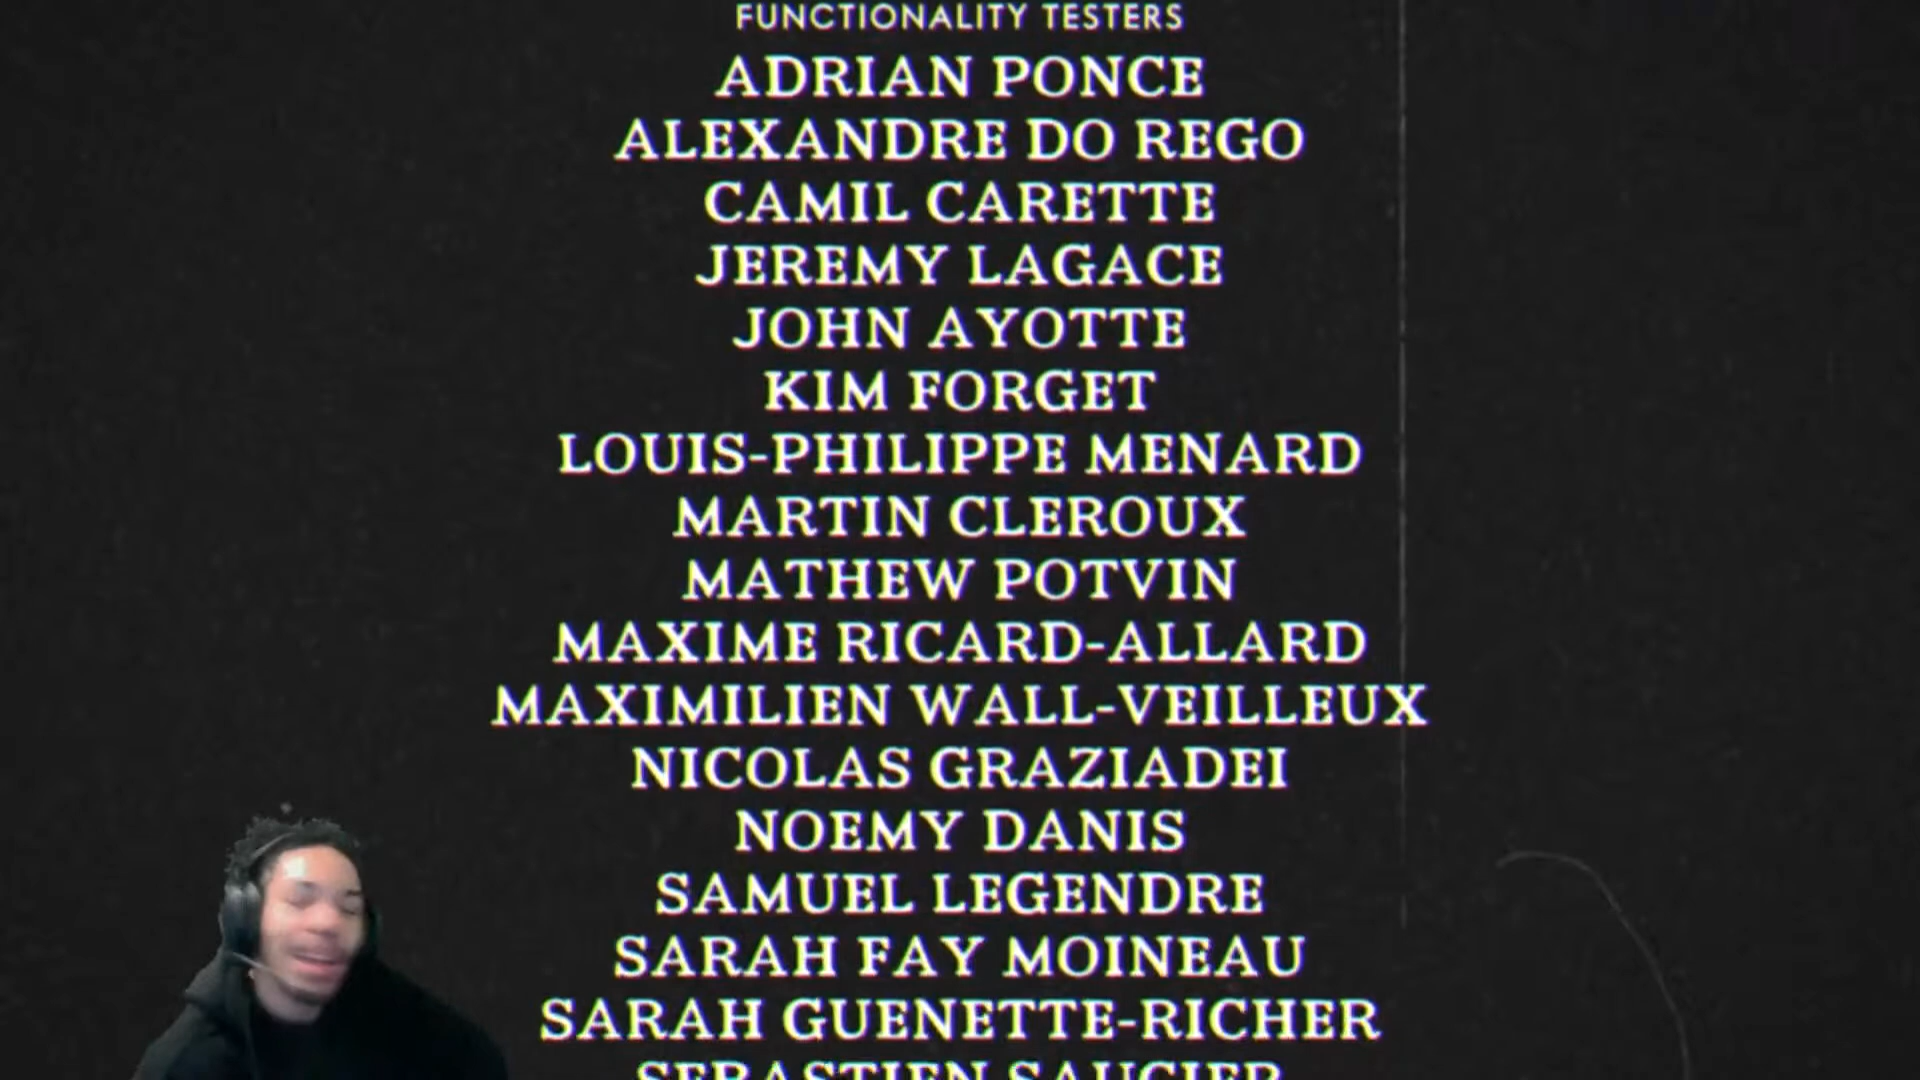 FUNCTIONALITY TESTERS
ADRIAN PONCE
ALEXANDRE DO REGO
CAMIL CARETTE
JEREMY LAGACE
JOHN AYOTTE
KIM FORGET
LOUIS-PHILIPPE MENARD
MARTIN CLEROUX
MATHEW POTVIN
MAXIME RICARD-ALLARD
MAXIMILIEN WALL-VEILLEUX
NICOLAS GRAZIADEI
NOEMY DANIS
SAMUEL LEGENDRE
SARAH FAY MOINEAU
SARAH GUENETTE-RICHER
SEBASTIEN SAUCIER